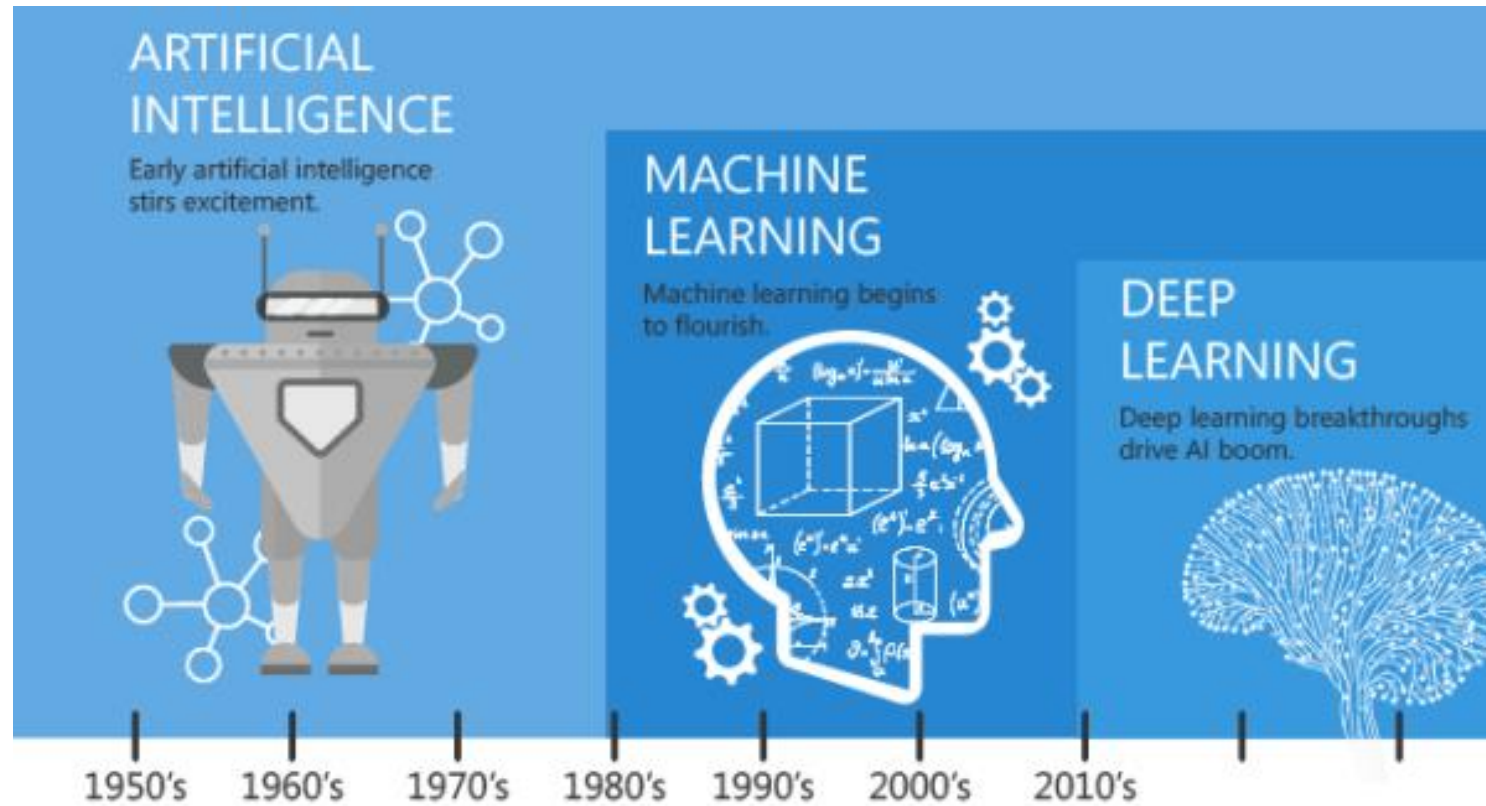 ARTIFICIAL
INTELLIGENCE
Early artificial intelligence
stirs excitement.
MACHINE
LEARNING
Machine learning begins
to flourish.
DEEP
LEARNING
Deep learning breakthroughs
drive AI boom.
1950's 1960's 1970's 1980's 1990's 2000's 2010's